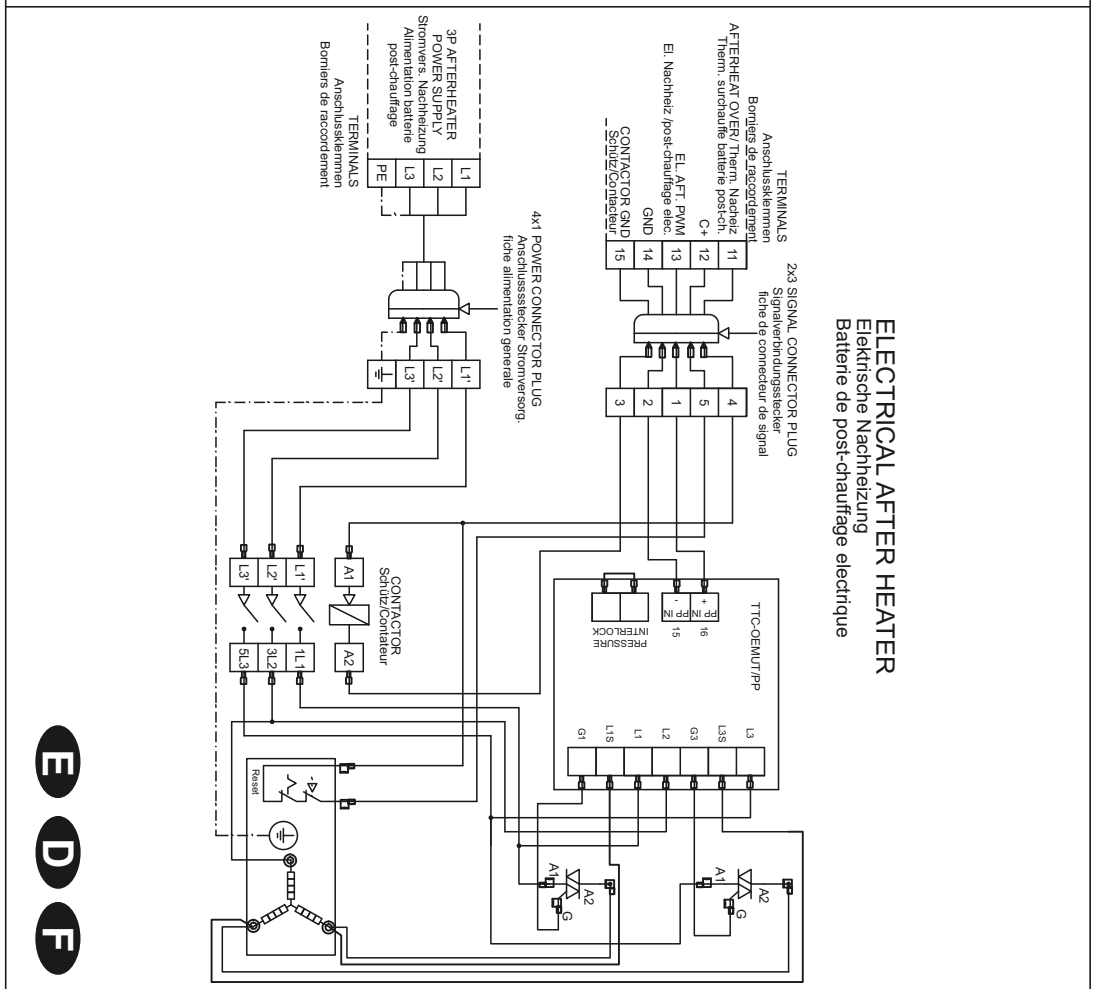 ELECTRICAL AFTER HEATER
Elektrische Nachheizung
Batterie de post-chauffage electrique
TERMINALS
Anschlussklemmen
Borniers de raccordement
AFTERHEAT OVER/ Therm. Nacheiz
Therm. surchauffe batterie post-ch.
C+
EL. AFT. PWM
El. Nachheiz /post-chauffage elec.
GND
CONTACTOR GND
Schütz/Contacteur
11
12
13
14
15
2x3 SIGNAL CONNECTOR PLUG
Signalverbindungsstecker
fiche de connecteur de signal
4
5
1
2
3
TTC-OEMUT/PP
+
PP IN
16
-
PP IN
15
PRESSURE
INTERLOCK
L3
L3S
G3
L2
L1
L1S
G1
A1
A2
G
A1
A2
G
3P AFTERHEATER
POWER SUPPLY
Stromvers. Nachheizung
Alimentation batterie
post-chauffage
L1
L2
L3
PE
TERMINALS
Anschlussklemmen
Borniers de raccordement
4x1 POWER CONNECTOR PLUG
Anschlusssstecker Stromversorg.
fiche alimentation generale
L1'
L2'
L3'
CONTACTOR
Schütz/Contateur
A1
A2
L1'
L2'
L3'
1L1
3L2
5L3
Reset
E
D
F